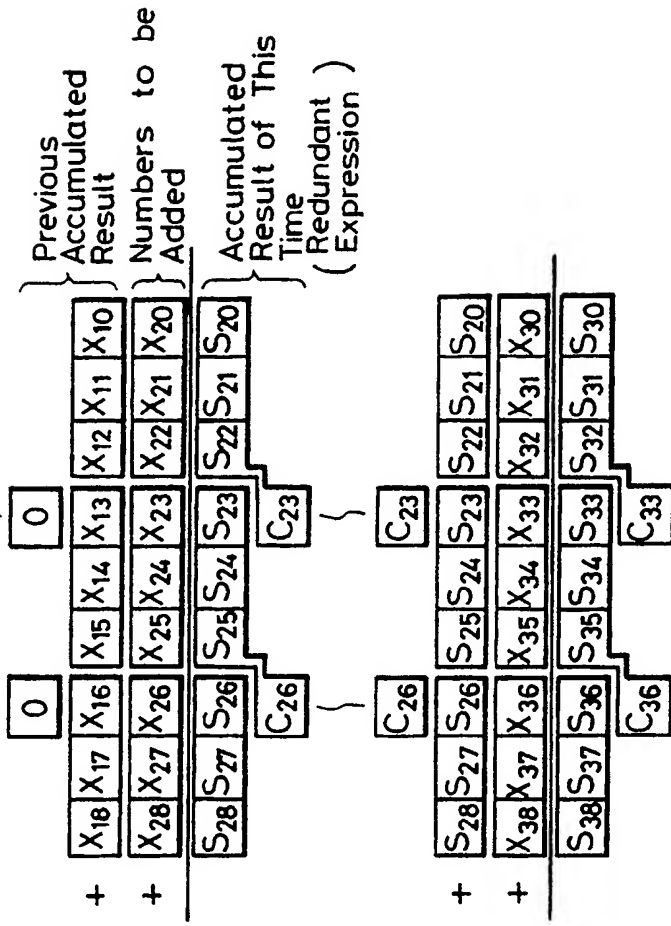 0 0
Previous
Accumulated
Result
+ X18 X17 X16 X15 X14 X13 X12 X11 X10
+ X28 X27 X26 X25 X24 X23 X22 X21 X20
Numbers to be
Added
S28 S27 S26 S25 S24 S23 S22 S21 S20
C26 C23
Accumulated
Result of This
Time
(Redundant
Expression)
C26 C23
+ S28 S27 S26 S25 S24 S23 S22 S21 S20
+ X38 X37 X36 X35 X34 X33 X32 X31 X30
S38 S37 S36 S35 S34 S33 S32 S31 S30
C36 C33